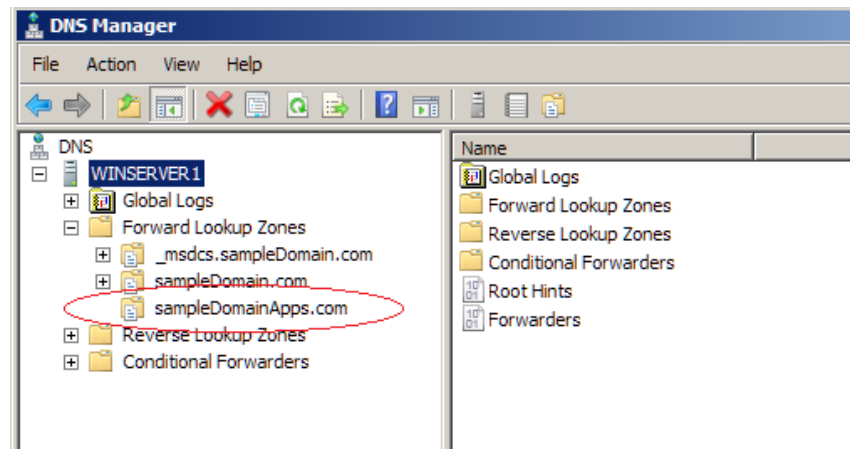 DNS Manager
File Action View Help
DNS
WINSERVER1
Global Logs
Forward Lookup Zones
_msdcs.sampleDomain.com
sampleDomain.com
sampleDomainApps.com
Reverse Lookup Zones
Conditional Forwarders
Name
Global Logs
Forward Lookup Zones
Reverse Lookup Zones
Conditional Forwarders
Root Hints
Forwarders